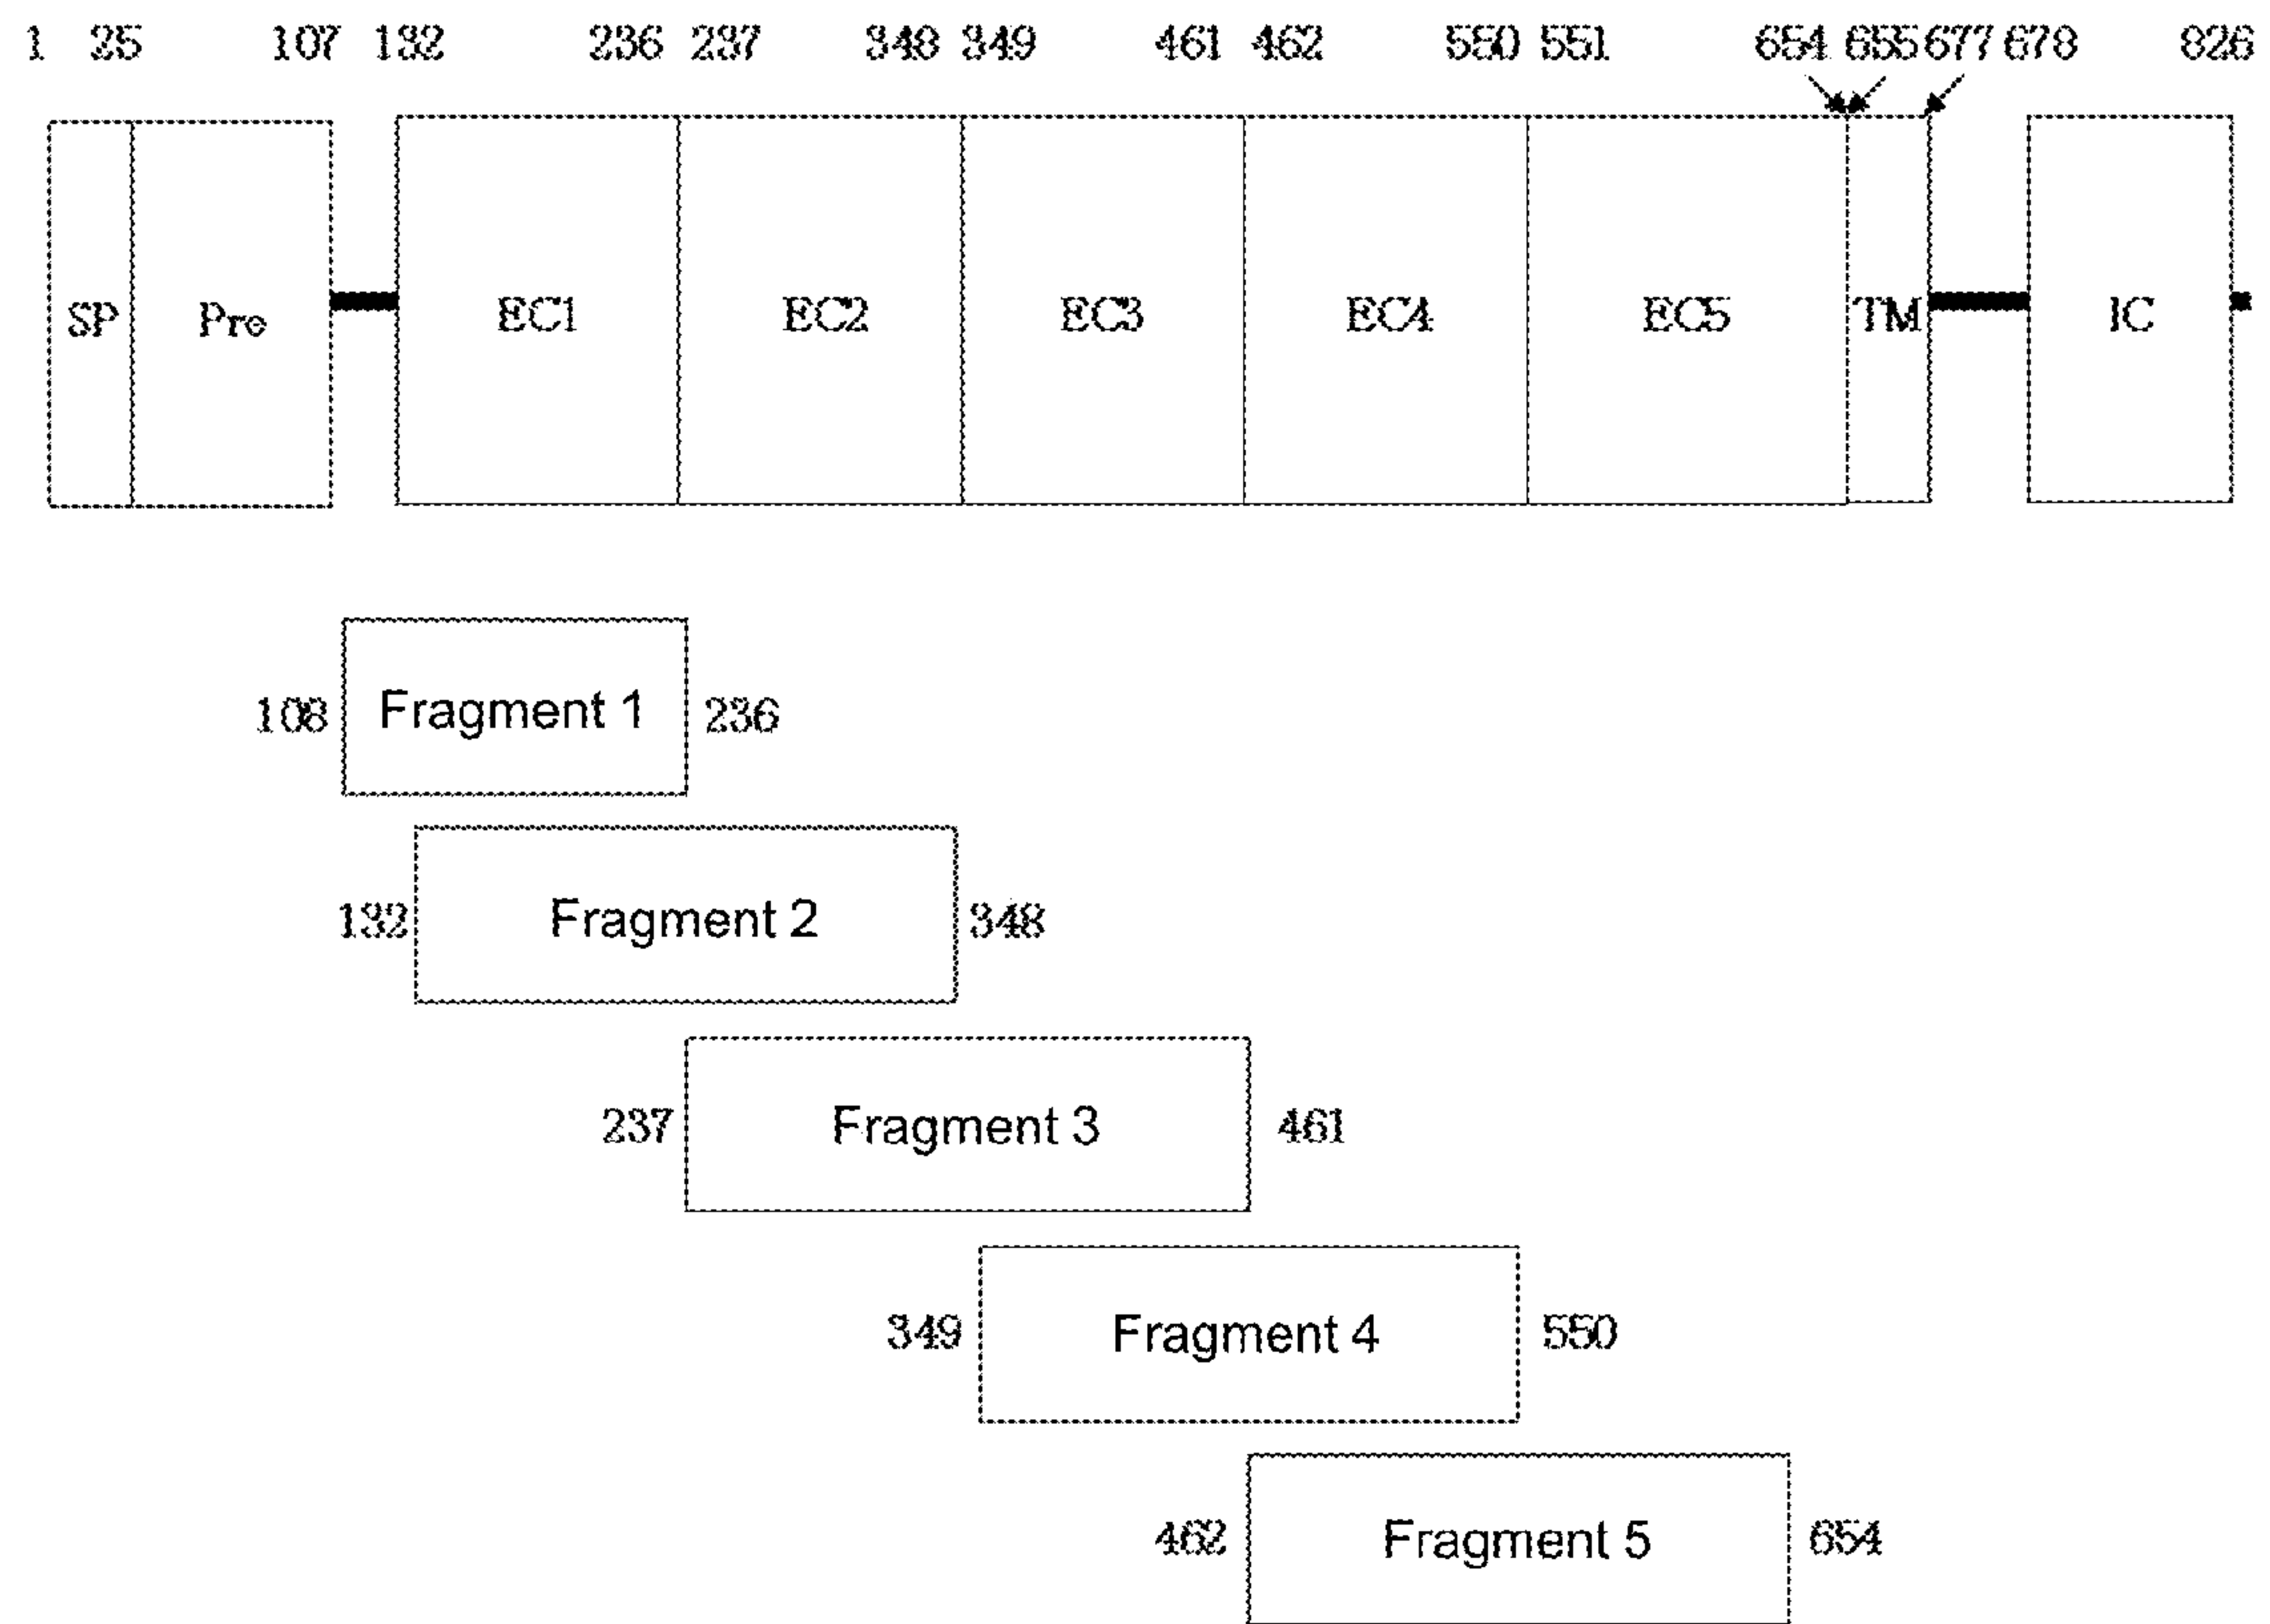 1 25 107 132 236 237 348 349 461 462 550 551 654 655 677 678 826
SP Pre EC1 EC2 EC3 EC4 EC5 TM IC
108 Fragment 1 236
132 Fragment 2 348
237 Fragment 3 461
349 Fragment 4 550
462 Fragment 5 654